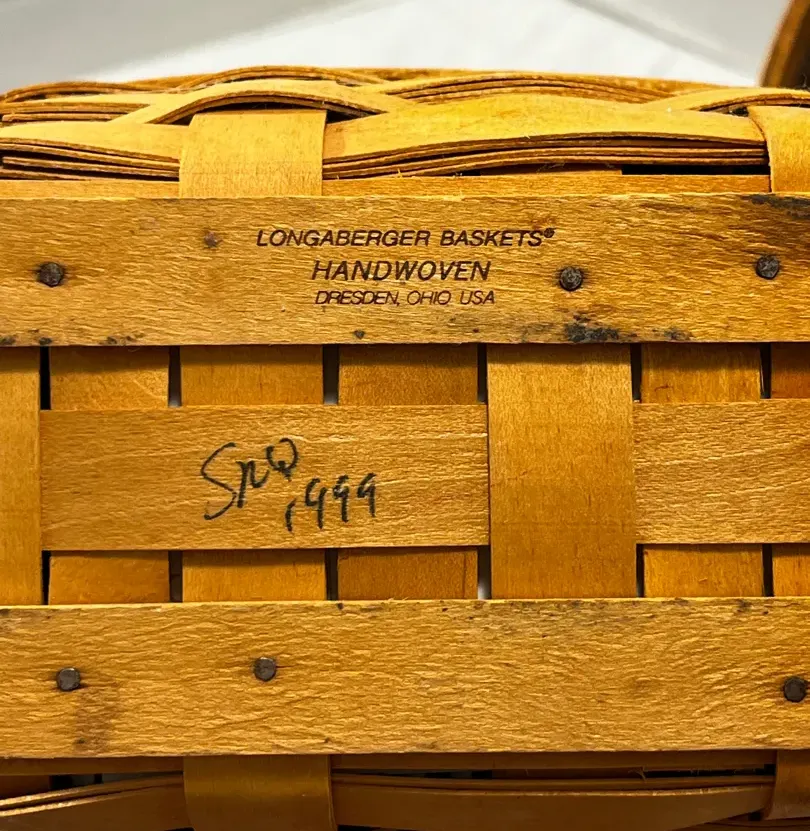 LONGABERGER BASKETS®
HANDWOVEN
DRESDEN, OHIO USA
1999